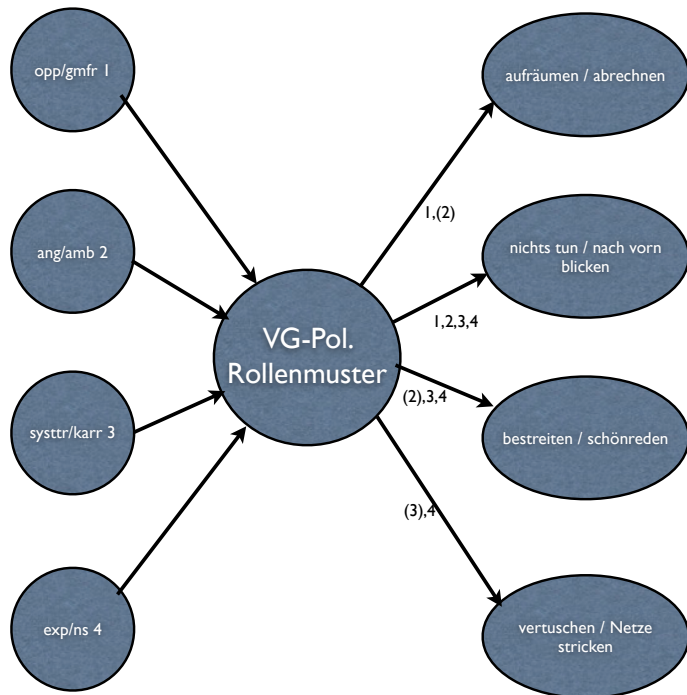 opp/gmfr 1
ang/amb 2
systtr/karr 3
exp/ns 4
VG-Pol.
Rollenmuster
1,(2)
1,2,3,4
(2),3,4
(3),4
aufräumen / abrechnen
nichts tun / nach vorn
blicken
bestreiten / schönreden
vertuschen / Netze
stricken